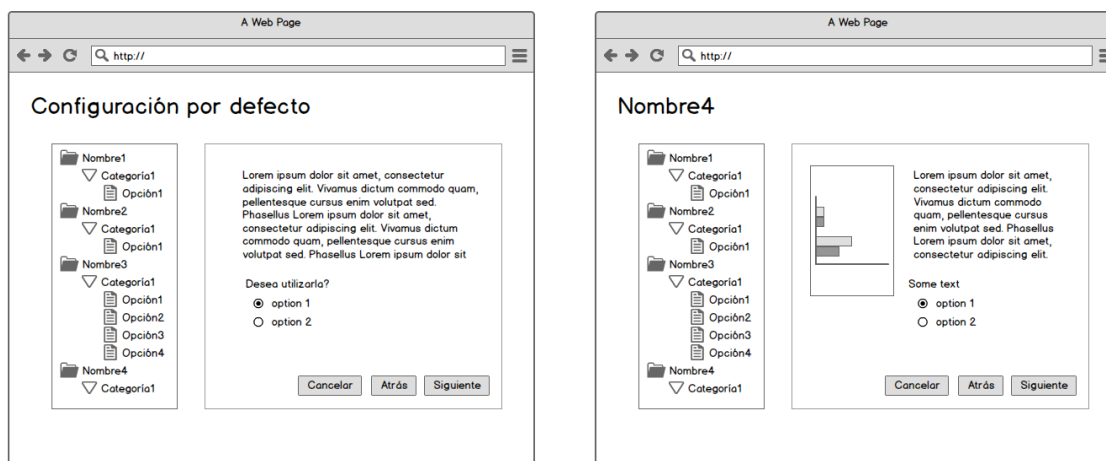 A Web Page
http://
Configuración por defecto
Nombre1
Categoría1
Opción1
Nombre2
Categoría1
Opción1
Nombre3
Categoría1
Opción1
Opción2
Opción3
Opción4
Nombre4
Categoría1
Lorem ipsum dolor sit amet, consectetur
adipiscing elit. Vivamus dictum commodo quam,
pellentesque cursus enim volutpat sed.
Phasellus Lorem ipsum dolor sit amet,
consectetur adipiscing elit. Vivamus dictum
commodo quam, pellentesque cursus enim
volutpat sed. Phasellus Lorem ipsum dolor sit
Desea utilizarla?
option 1
option 2
Cancelar Atrás Siguiente
A Web Page
http://
Nombre4
Nombre1
Categoría1
Opción1
Nombre2
Categoría1
Opción1
Nombre3
Categoría1
Opción1
Opción2
Opción3
Opción4
Nombre4
Categoría1
Lorem ipsum dolor sit amet,
consectetur adipiscing elit.
Vivamus dictum commodo
quam, pellentesque cursus
enim volutpat sed. Phasellus
Lorem ipsum dolor sit amet,
consectetur adipiscing elit.
Some text
option 1
option 2
Cancelar Atrás Siguiente